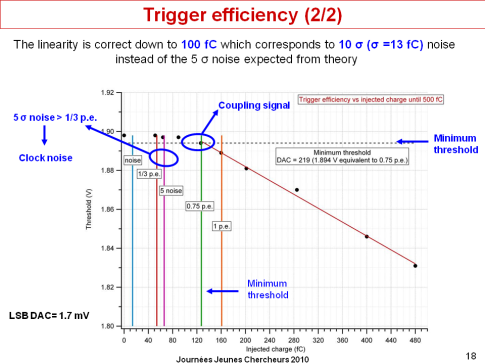 Trigger efficiency (2/2)
The linearity is correct down to 100 fC which corresponds to 10 σ (σ =13 fC) noise
instead of the 5 σ noise expected from theory
5 σ noise > 1/3 p.e.
Clock noise
Coupling signal
Trigger efficiency vs injected charge until 500 fC
Minimum
threshold
Minimum threshold
DAC = 219 (1.894 V equivalent to 0.75 p.e.)
noise
1/3 p.e.
5 noise
0.75 p.e.
1 p.e.
Minimum
threshold
LSB DAC= 1.7 mV
Threshold (V)
1.92
1.90
1.88
1.86
1.84
1.82
1.80
0 40 80 120 160 200 240 280 320 360 400 440 480
Injected charge (fC)
Journées Jeunes Chercheurs 2010
18